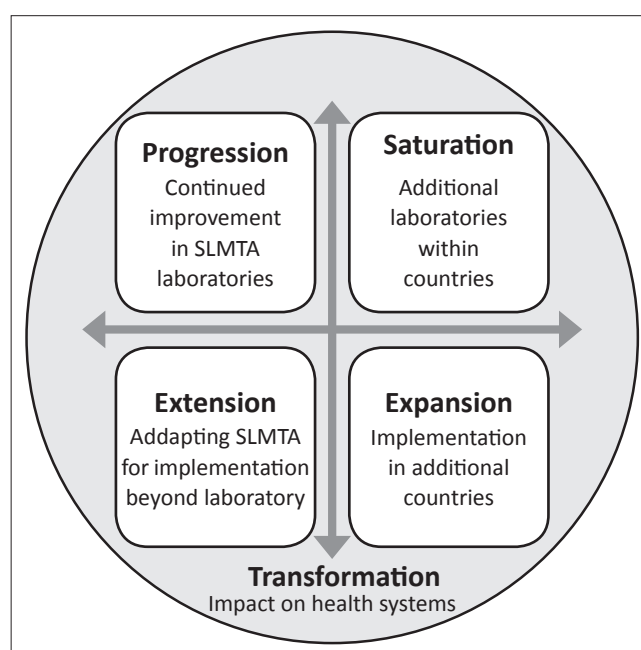 Progression
Continued
improvement
in SLMTA
laboratories
Saturation
Additional
laboratories
within
countries
Extension
Addapting SLMTA
for implementation
beyond laboratory
Expansion
Implementation
in additional
countries
Transformation
Impact on health systems